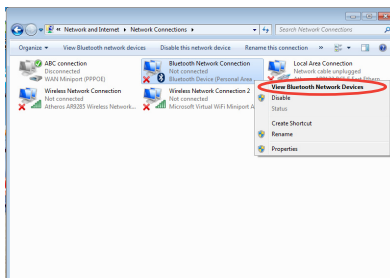 « Network and Internet ▸ Network Connections ▸
Search Network Connections
Organize ▾ View Bluetooth network devices Disable this network device Rename this connection »
ABC connection
Disconnected
WAN Miniport (PPPOE)
Bluetooth Network Connection
Not connected
Bluetooth Device (Personal Area ...
Local Area Connection
Network cable unplugged
Wireless Network Connection
Not connected
Atheros AR9285 Wireless Network...
Wireless Network Connection 2
Not connected
Microsoft Virtual WiFi Miniport A
View Bluetooth Network Devices
Disable
Status
Create Shortcut
Rename
Properties